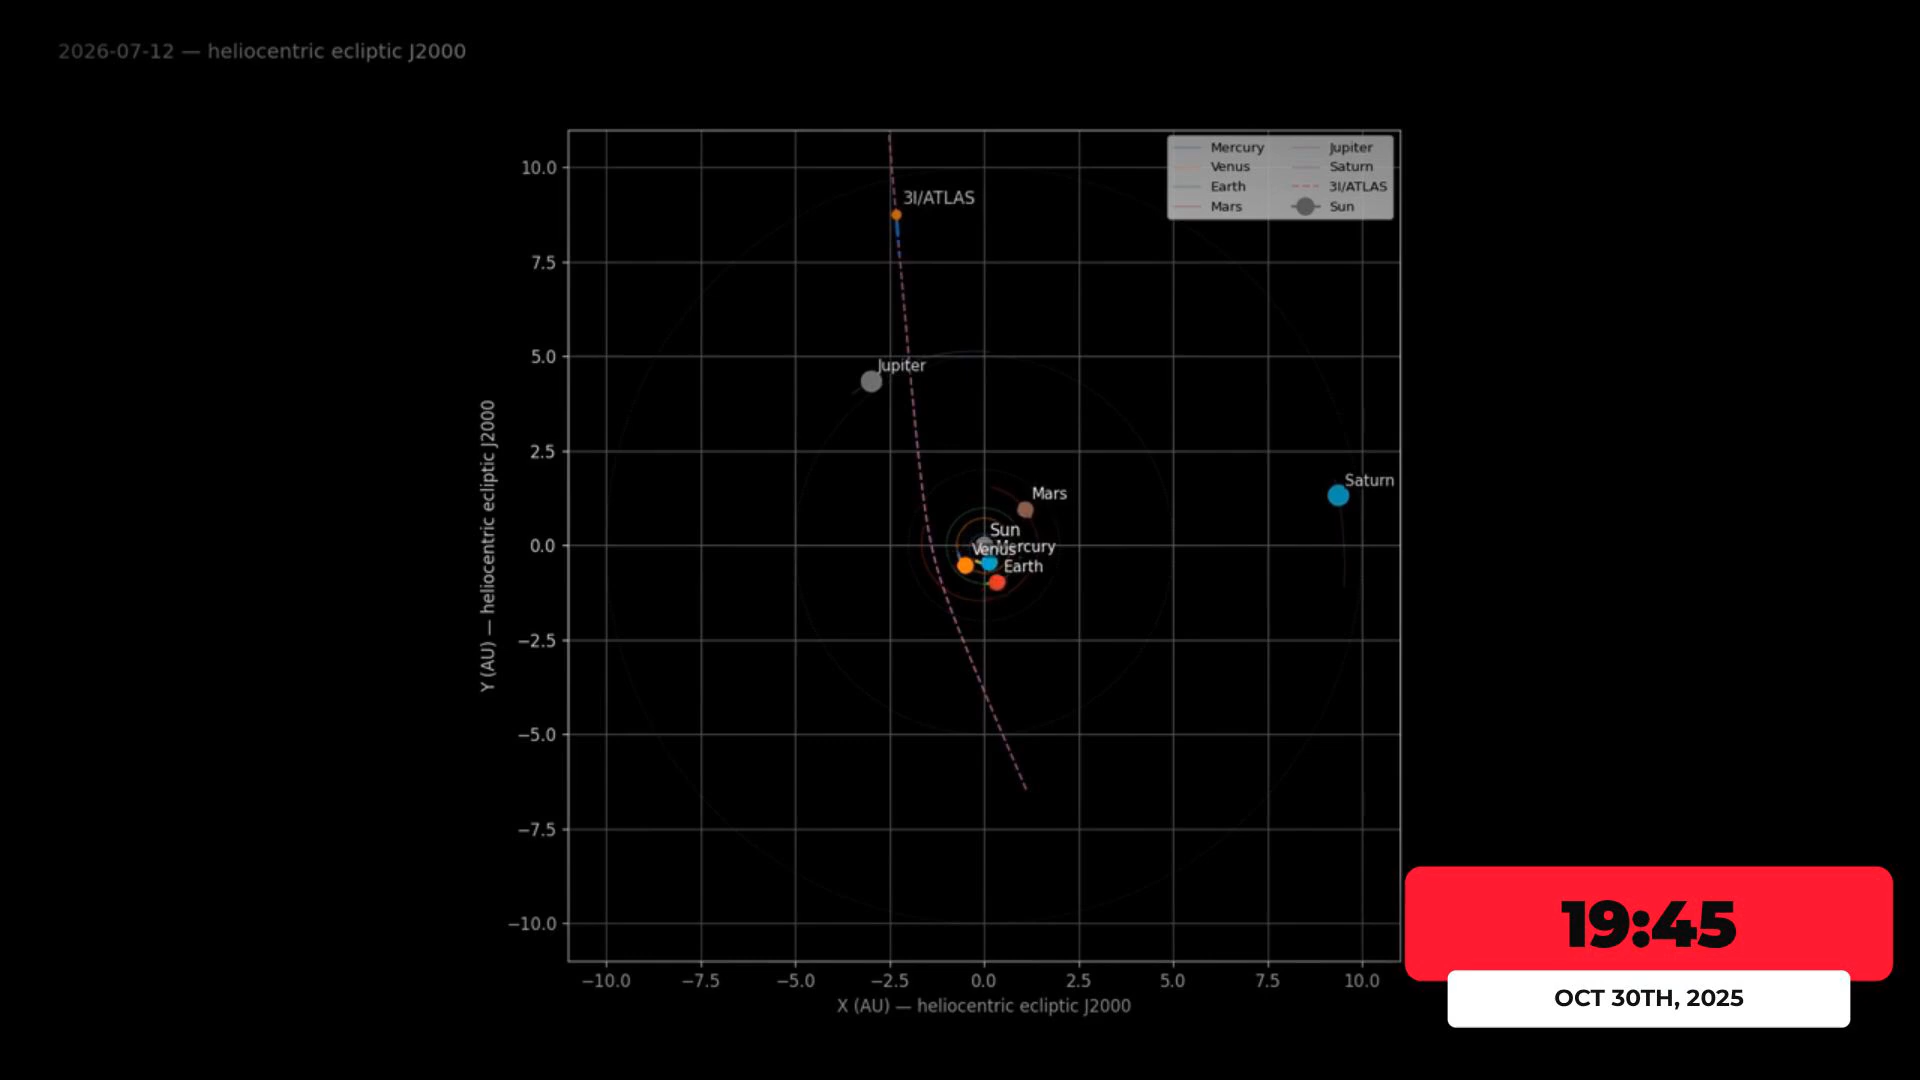 2026-07-12 — heliocentric ecliptic J2000
Mercury
Venus
Earth
Mars
Jupiter
Saturn
3I/ATLAS
Sun
10.0
7.5
5.0
2.5
0.0
−2.5
−5.0
−7.5
−10.0
Y (AU) — heliocentric ecliptic J2000
3I/ATLAS
Jupiter
Saturn
Mars
Sun
Venus
Mercury
Earth
−10.0
−7.5
−5.0
−2.5
0.0
2.5
5.0
7.5
10.0
X (AU) — heliocentric ecliptic J2000
19:45
OCT 30TH, 2025